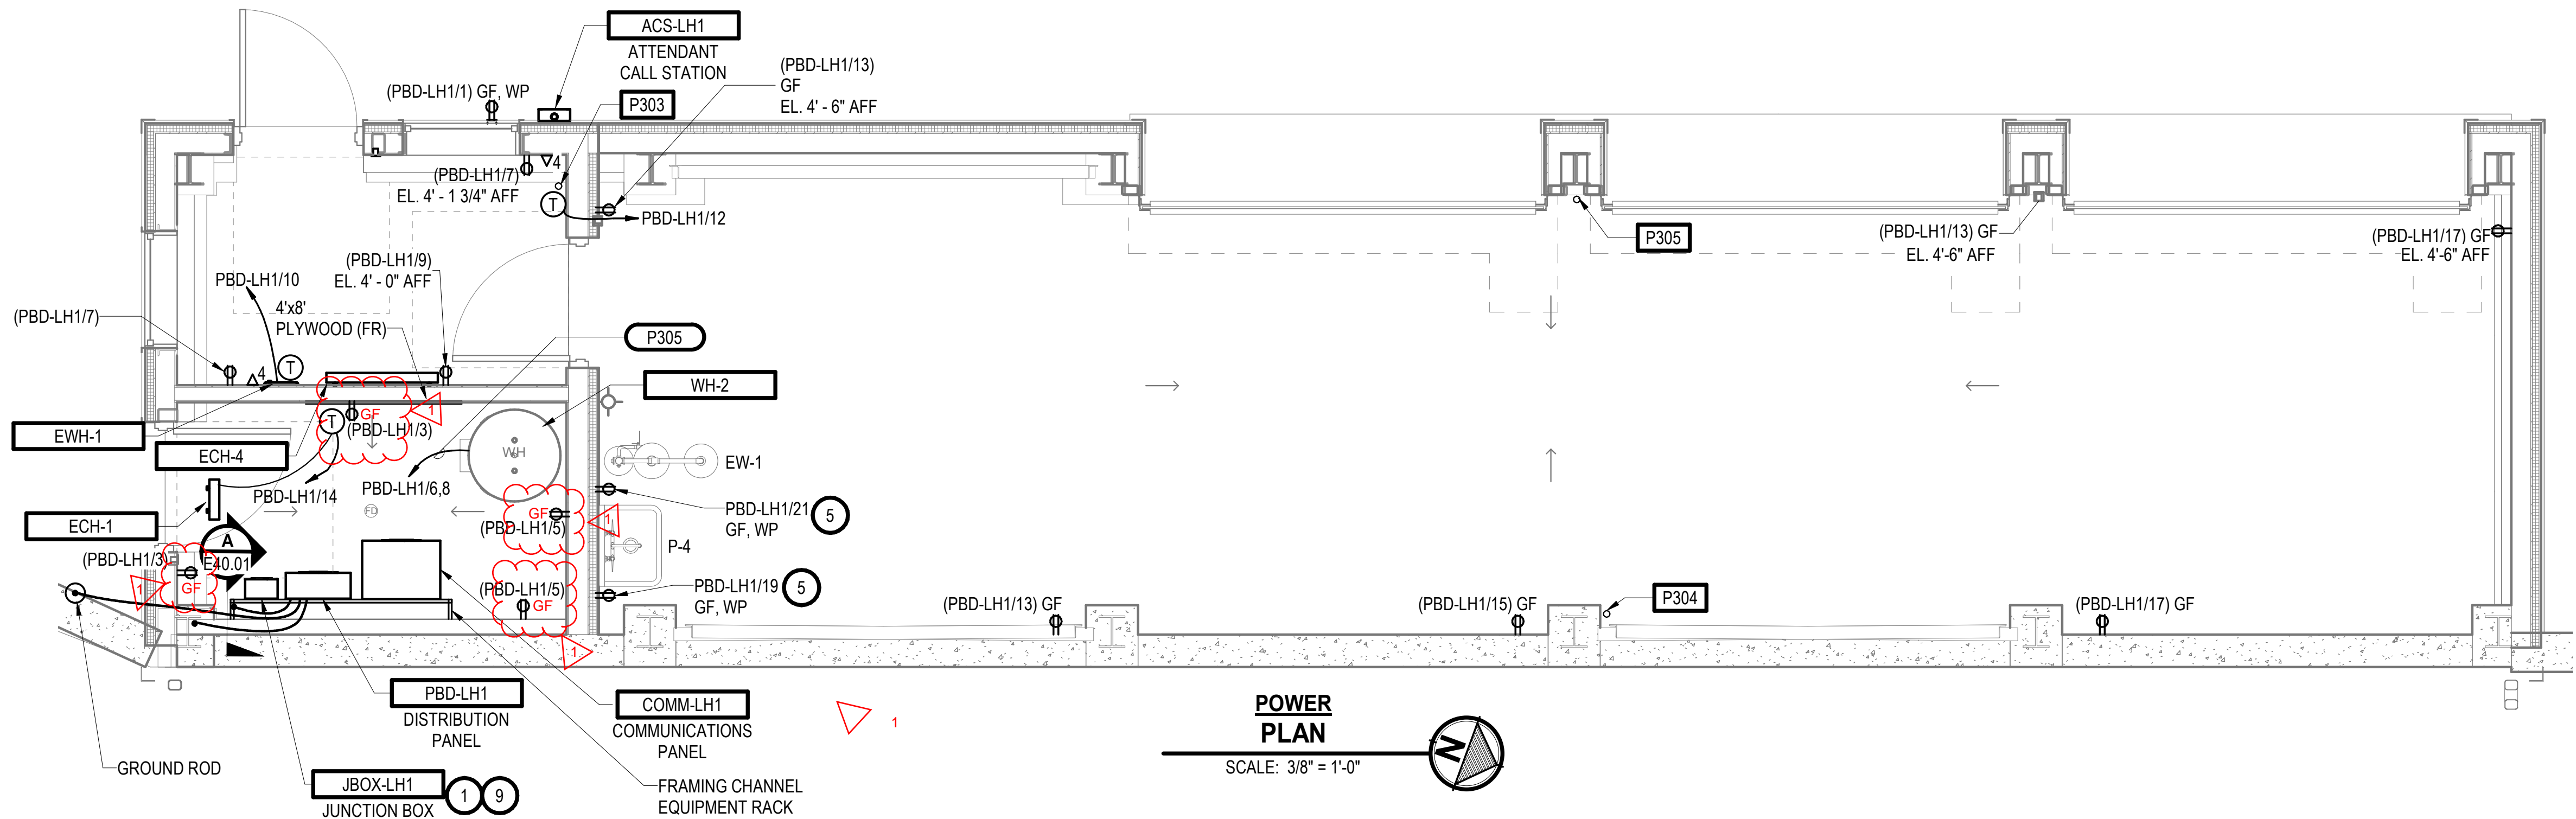 ACS-LH1
ATTENDANT
CALL STATION
(PBD-LH1/13)
GF
EL. 4' - 6" AFF
(PBD-LH1/1) GF, WP
P303
4
(PBD-LH1/7)
EL. 4' - 1 3/4" AFF
T
PBD-LH1/12
P305
(PBD-LH1/13) GF
EL. 4'-6" AFF
(PBD-LH1/17) GF
EL. 4'-6" AFF
(PBD-LH1/9)
EL. 4' - 0" AFF
PBD-LH1/10
4'x8'
PLYWOOD (FR)
(PBD-LH1/7)
P305
4
T
WH-2
GF
1
T
(PBD-LH1/3)
EWH-1
ECH-4
WH
EW-1
PBD-LH1/14
PBD-LH1/6,8
ECH-1
FD
GF
(PBD-LH1/5)
1
PBD-LH1/21
GF, WP
5
P-4
A
E40.01
(PBD-LH1/3)
GF
1
(PBD-LH1/5)
GF
1
PBD-LH1/19
GF, WP
5
(PBD-LH1/13) GF
(PBD-LH1/15) GF
P304
(PBD-LH1/17) GF
PBD-LH1
DISTRIBUTION
PANEL
COMM-LH1
COMMUNICATIONS
PANEL
1
GROUND ROD
JBOX-LH1
JUNCTION BOX
1
9
FRAMING CHANNEL
EQUIPMENT RACK
POWER
PLAN
SCALE: 3/8" = 1'-0"
N